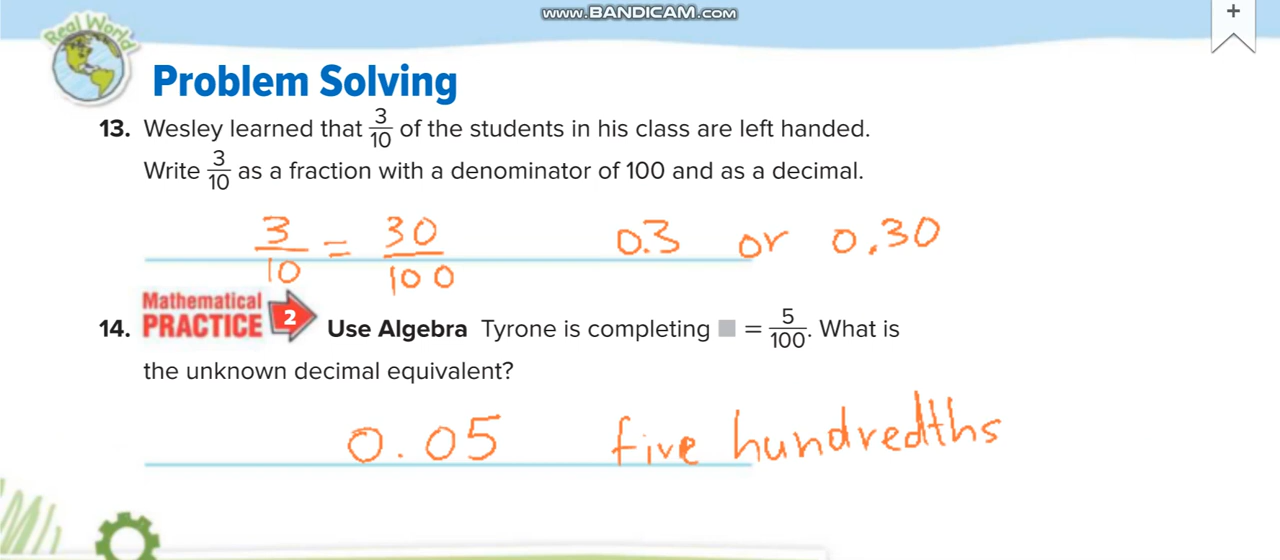 www.BANDICAM.com
+
Real World
Problem Solving
13. Wesley learned that 3/10 of the students in his class are left handed.
Write 3/10 as a fraction with a denominator of 100 and as a decimal.
3/10 = 30/100 0.3 or 0.30
Mathematical
PRACTICE 2
14. Use Algebra Tyrone is completing ■ = 5/100. What is
the unknown decimal equivalent?
0.05 five hundredths